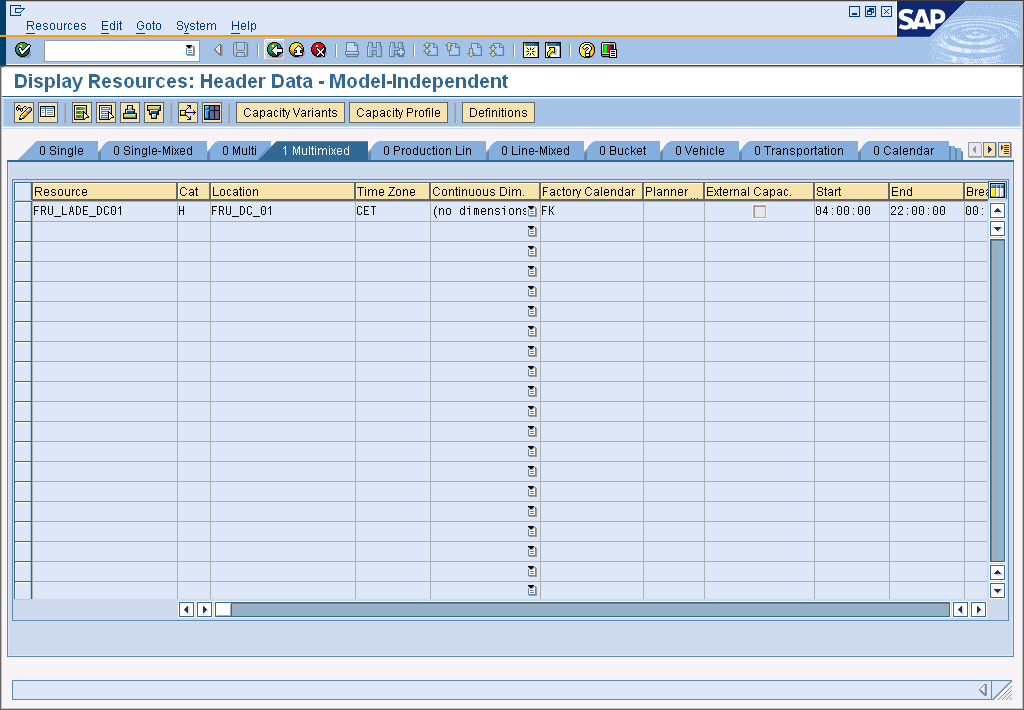 Resources Edit Goto System Help
SAP
Display Resources: Header Data - Model-Independent
Capacity Variants Capacity Profile Definitions
0 Single 0 Single-Mixed 0 Multi 1 Multimixed 0 Production Lin 0 Line-Mixed 0 Bucket 0 Vehicle 0 Transportation 0 Calendar
Resource Cat Location Time Zone Continuous Dim. Factory Calendar Planner ... External Capac. Start End Brea
FRU_LADE_DC01 H FRU_DC_01 CET (no dimensions FK 04:00:00 22:00:00 00: